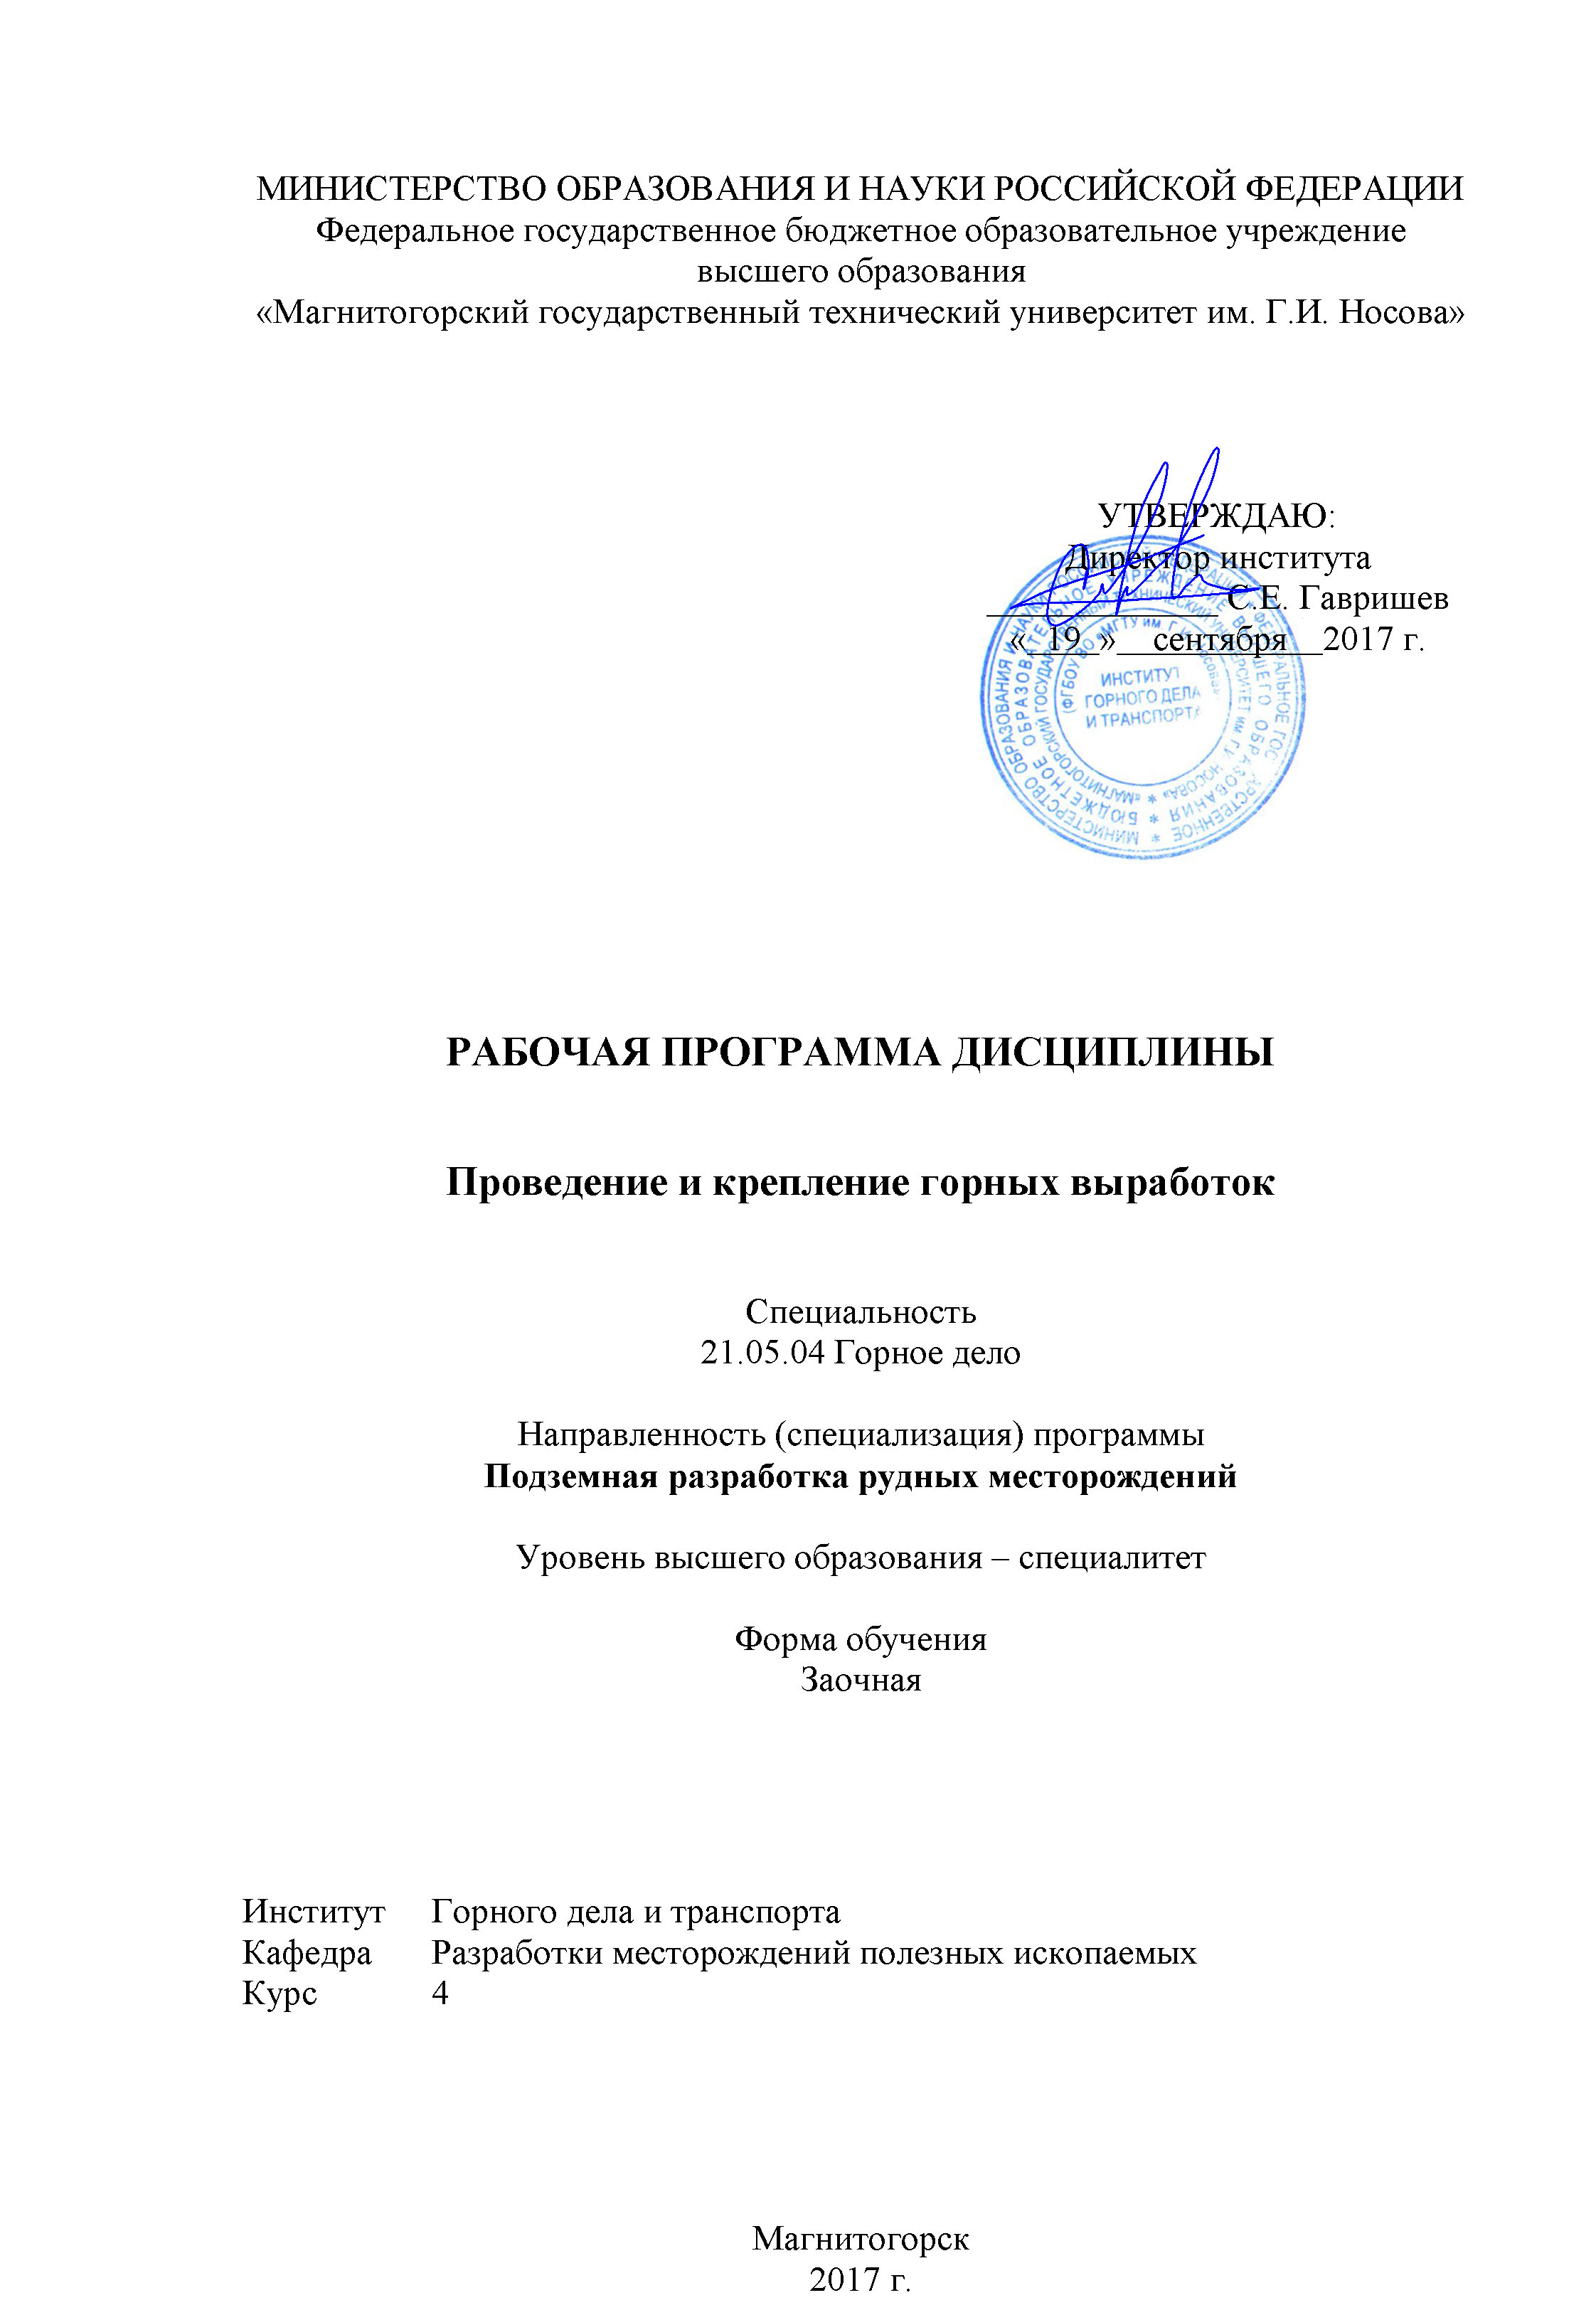 МИНИСТЕРСТВО ОБРАЗОВАНИЯ И НАУКИ РОССИЙСКОЙ ФЕДЕРАЦИИ
Федеральное государственное бюджетное образовательное учреждение
высшего образования
«Магнитогорский государственный технический университет им. Г.И. Носова»
УТВЕРЖДАЮ:
Директор института
_____________ С.Е. Гавришев
«_19_»__сентября__2017 г.
ИНСТИТУТ
ГОРНОГО ДЕЛА
И ТРАНСПОРТА
РАБОЧАЯ ПРОГРАММА ДИСЦИПЛИНЫ
Проведение и крепление горных выработок
Специальность
21.05.04 Горное дело
Направленность (специализация) программы
Подземная разработка рудных месторождений
Уровень высшего образования – специалитет
Форма обучения
Заочная
Институт Горного дела и транспорта
Кафедра Разработки месторождений полезных ископаемых
Курс 4
Магнитогорск
2017 г.